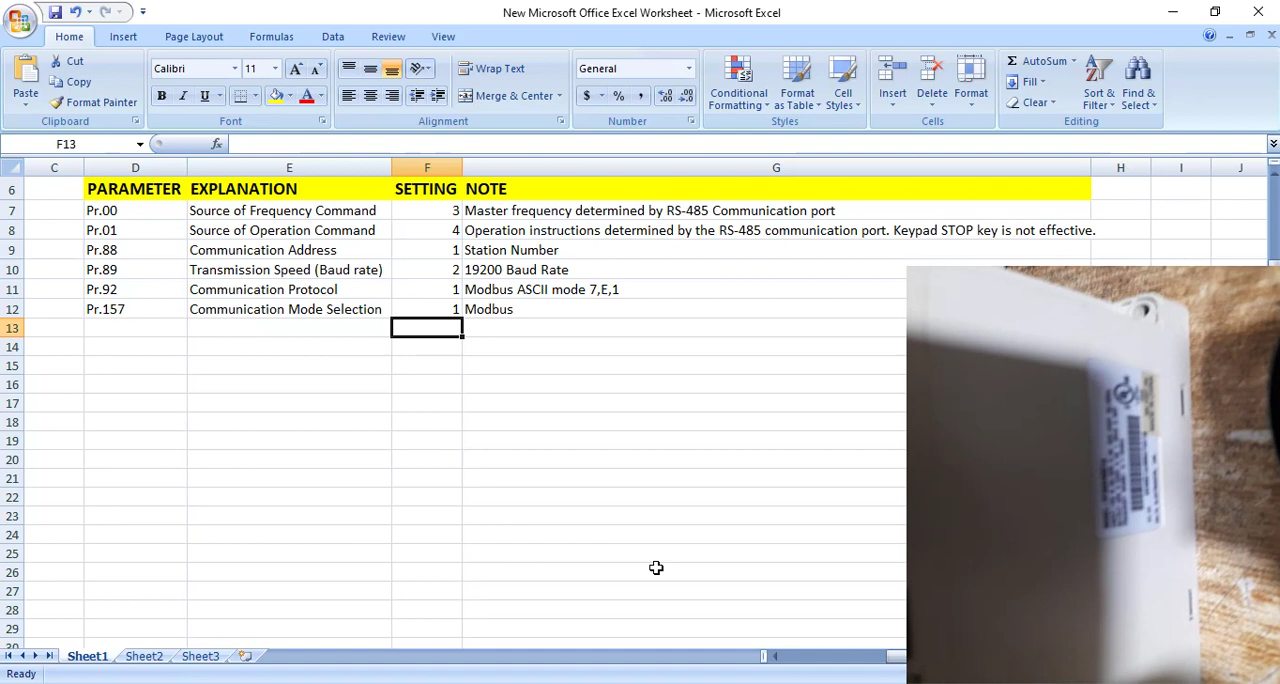 New Microsoft Office Excel Worksheet - Microsoft Excel
Home Insert Page Layout Formulas Data Review View
Paste
Cut
Copy
Format Painter
Clipboard
Calibri 11
B I U
Font
Wrap Text
Merge & Center
Alignment
General
$ % ,
Number
Conditional Formatting
Format as Table
Cell Styles
Styles
Insert
Delete
Format
Cells
Σ AutoSum
Fill
Clear
Sort & Filter
Find & Select
Editing
F13 fx
C D E F G H I J
6 PARAMETER EXPLANATION SETTING NOTE
7 Pr.00 Source of Frequency Command 3 Master frequency determined by RS-485 Communication port
8 Pr.01 Source of Operation Command 4 Operation instructions determined by the RS-485 communication port. Keypad STOP key is not effective.
9 Pr.88 Communication Address 1 Station Number
10 Pr.89 Transmission Speed (Baud rate) 2 19200 Baud Rate
11 Pr.92 Communication Protocol 1 Modbus ASCII mode 7,E,1
12 Pr.157 Communication Mode Selection 1 Modbus
13
14
15
16
17
18
19
20
21
22
23
24
25
26
27
28
29
Sheet1 Sheet2 Sheet3
Ready